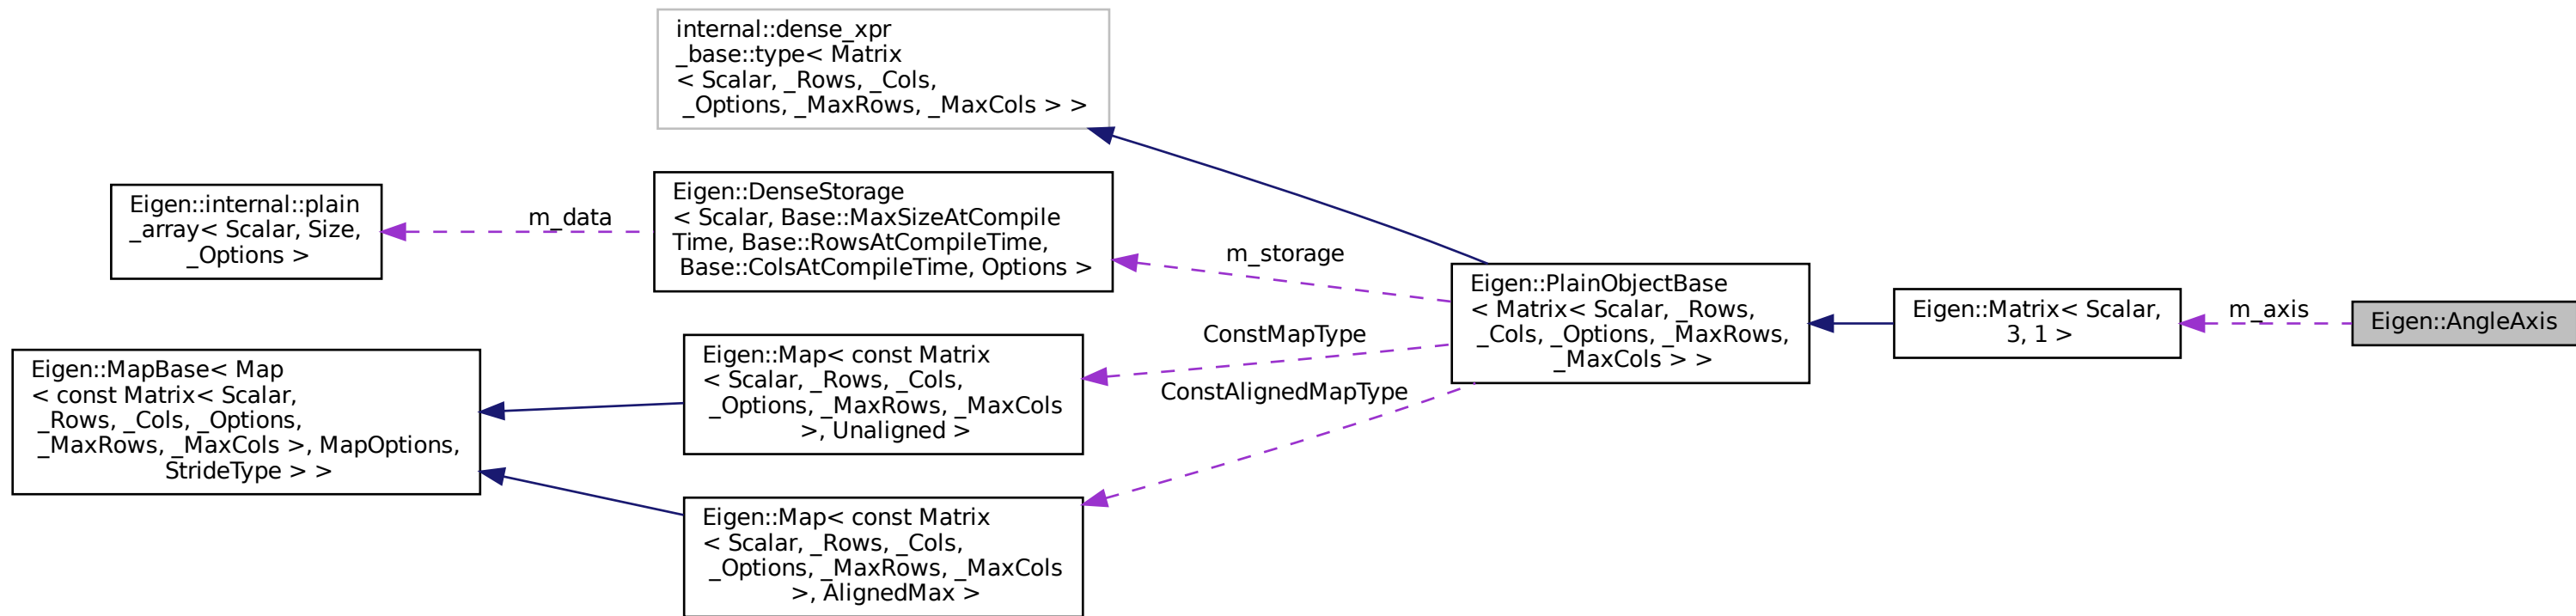 internal::dense_xpr
_base::type< Matrix
< Scalar, _Rows, _Cols,
_Options, _MaxRows, _MaxCols > >
Eigen::internal::plain
_array< Scalar, Size,
_Options >
m_data
Eigen::DenseStorage
< Scalar, Base::MaxSizeAtCompile
Time, Base::RowsAtCompileTime,
Base::ColsAtCompileTime, Options >
m_storage
Eigen::MapBase< Map
< const Matrix< Scalar,
_Rows, _Cols, _Options,
_MaxRows, _MaxCols >, MapOptions,
StrideType > >
Eigen::Map< const Matrix
< Scalar, _Rows, _Cols,
_Options, _MaxRows, _MaxCols
>, Unaligned >
ConstMapType
ConstAlignedMapType
Eigen::Map< const Matrix
< Scalar, _Rows, _Cols,
_Options, _MaxRows, _MaxCols
>, AlignedMax >
Eigen::PlainObjectBase
< Matrix< Scalar, _Rows,
_Cols, _Options, _MaxRows,
_MaxCols > >
Eigen::Matrix< Scalar,
3, 1 >
m_axis
Eigen::AngleAxis